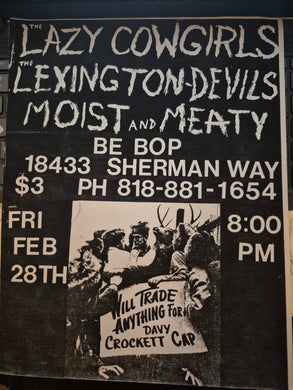 THE
LAZY COWGIRLS
THE
LEXINGTON-DEVILS
MOIST AND MEATY
BE BOP
18433 SHERMAN WAY
$3 PH 818-881-1654
FRI
FEB
28TH
8:00
PM
WILL TRADE
ANYTHING FOR
DAVY
CROCKETT CAP